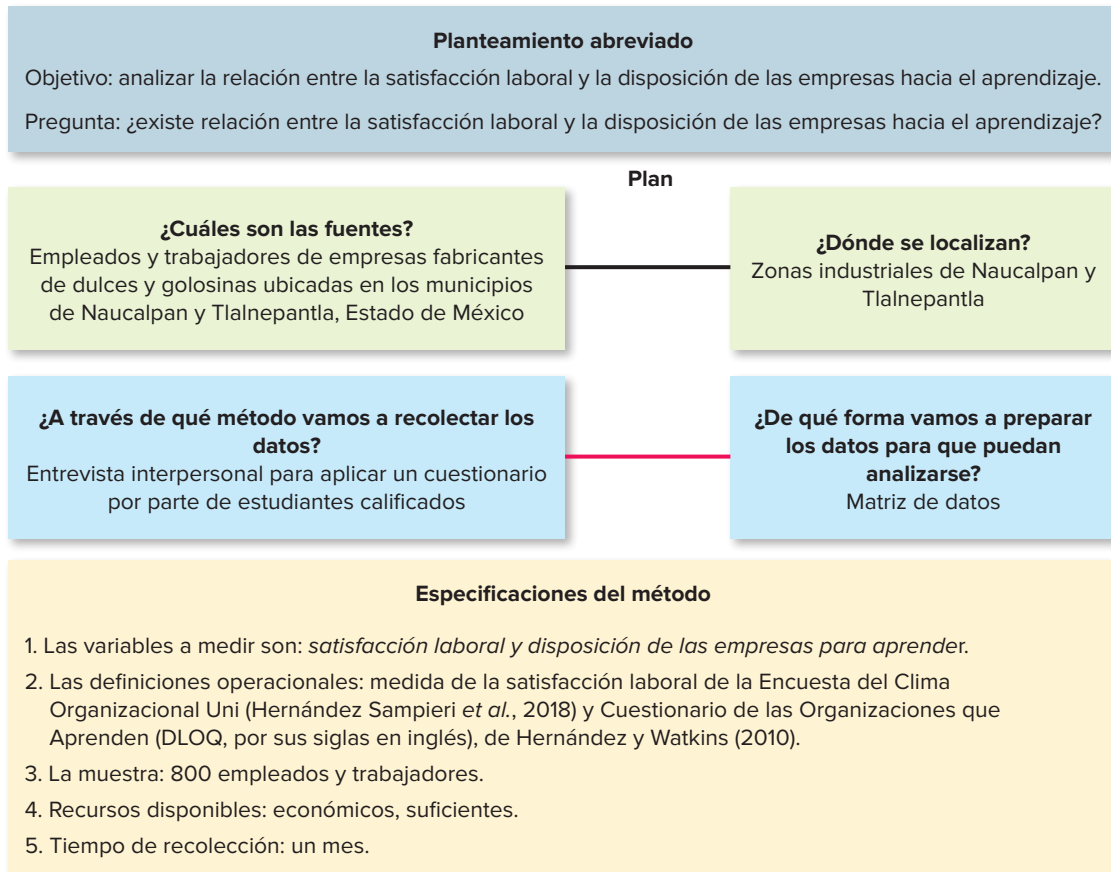 Planteamiento abreviado
Objetivo: analizar la relación entre la satisfacción laboral y la disposición de las empresas hacia el aprendizaje.
Pregunta: ¿existe relación entre la satisfacción laboral y la disposición de las empresas hacia el aprendizaje?
Plan
¿Cuáles son las fuentes?
Empleados y trabajadores de empresas fabricantes
de dulces y golosinas ubicadas en los municipios
de Naucalpan y Tlalnepantla, Estado de México
¿Dónde se localizan?
Zonas industriales de Naucalpan y
Tlalnepantla
¿A través de qué método vamos a recolectar los
datos?
Entrevista interpersonal para aplicar un cuestionario
por parte de estudiantes calificados
¿De qué forma vamos a preparar
los datos para que puedan
analizarse?
Matriz de datos
Especificaciones del método
1. Las variables a medir son: satisfacción laboral y disposición de las empresas para aprender.
2. Las definiciones operacionales: medida de la satisfacción laboral de la Encuesta del Clima
Organizacional Uni (Hernández Sampieri et al., 2018) y Cuestionario de las Organizaciones que
Aprenden (DLOQ, por sus siglas en inglés), de Hernández y Watkins (2010).
3. La muestra: 800 empleados y trabajadores.
4. Recursos disponibles: económicos, suficientes.
5. Tiempo de recolección: un mes.